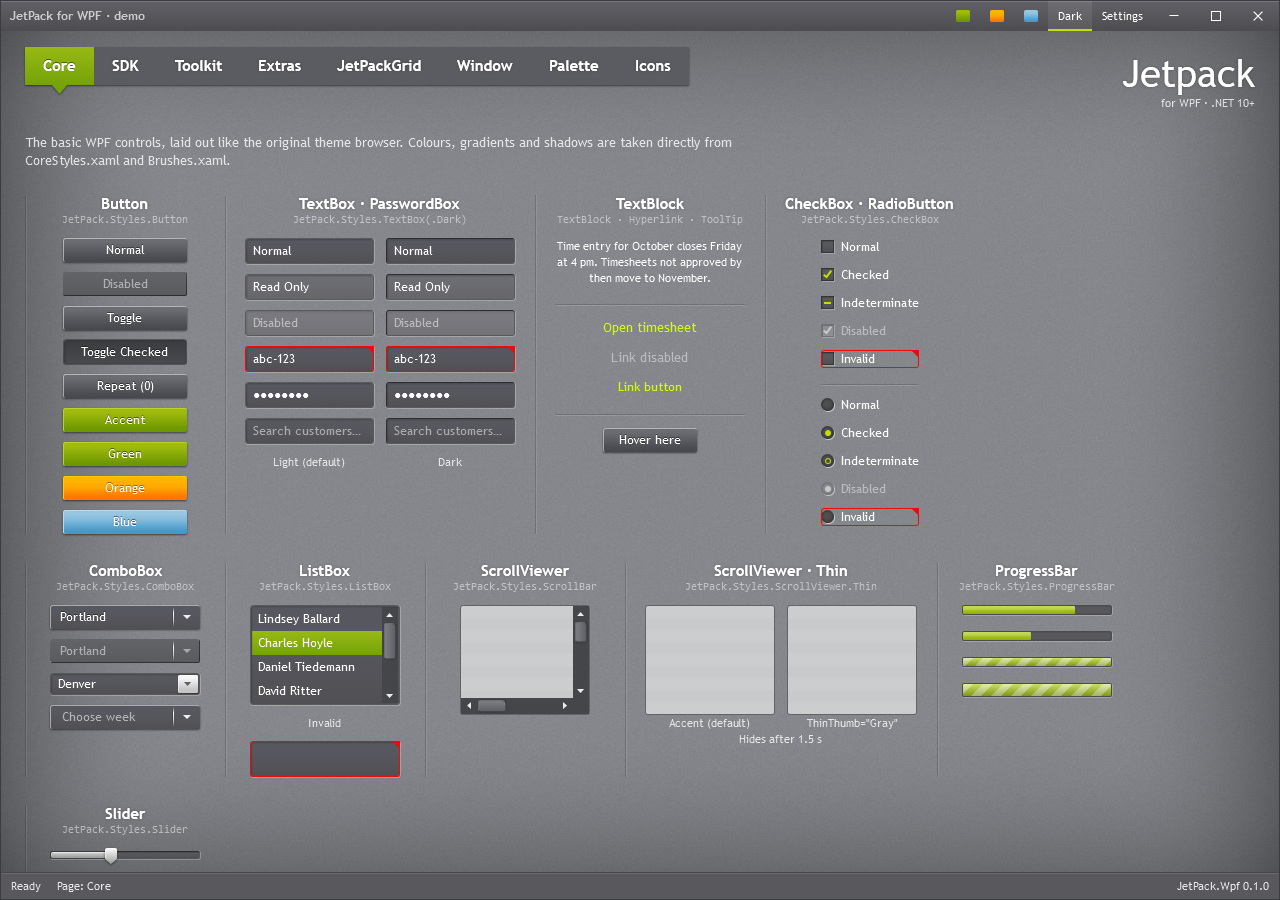 JetPack for WPF · demo
Dark
Settings
Core
SDK
Toolkit
Extras
JetPackGrid
Window
Palette
Icons
Jetpack
for WPF · .NET 10+
The basic WPF controls, laid out like the original theme browser. Colours, gradients and shadows are taken directly from
CoreStyles.xaml and Brushes.xaml.
Button
JetPack.Styles.Button
Normal
Disabled
Toggle
Toggle Checked
Repeat (0)
Accent
Green
Orange
Blue
TextBox · PasswordBox
JetPack.Styles.TextBox(.Dark)
Normal
Normal
Read Only
Read Only
Disabled
Disabled
abc-123
abc-123
●●●●●●●●
●●●●●●●●
Search customers...
Search customers...
Light (default)
Dark
TextBlock
TextBlock · Hyperlink · ToolTip
Time entry for October closes Friday
at 4 pm. Timesheets not approved by
then move to November.
Open timesheet
Link disabled
Link button
Hover here
CheckBox · RadioButton
JetPack.Styles.CheckBox
Normal
Checked
Indeterminate
Disabled
Invalid
Normal
Checked
Indeterminate
Disabled
Invalid
ComboBox
JetPack.Styles.ComboBox
Portland
Portland
Denver
Choose week
ListBox
JetPack.Styles.ListBox
Lindsey Ballard
Charles Hoyle
Daniel Tiedemann
David Ritter
Invalid
ScrollViewer
JetPack.Styles.ScrollBar
ScrollViewer · Thin
JetPack.Styles.ScrollViewer.Thin
Accent (default)
ThinThumb="Gray"
Hides after 1.5 s
ProgressBar
JetPack.Styles.ProgressBar
Slider
JetPack.Styles.Slider
Ready
Page: Core
JetPack.Wpf 0.1.0